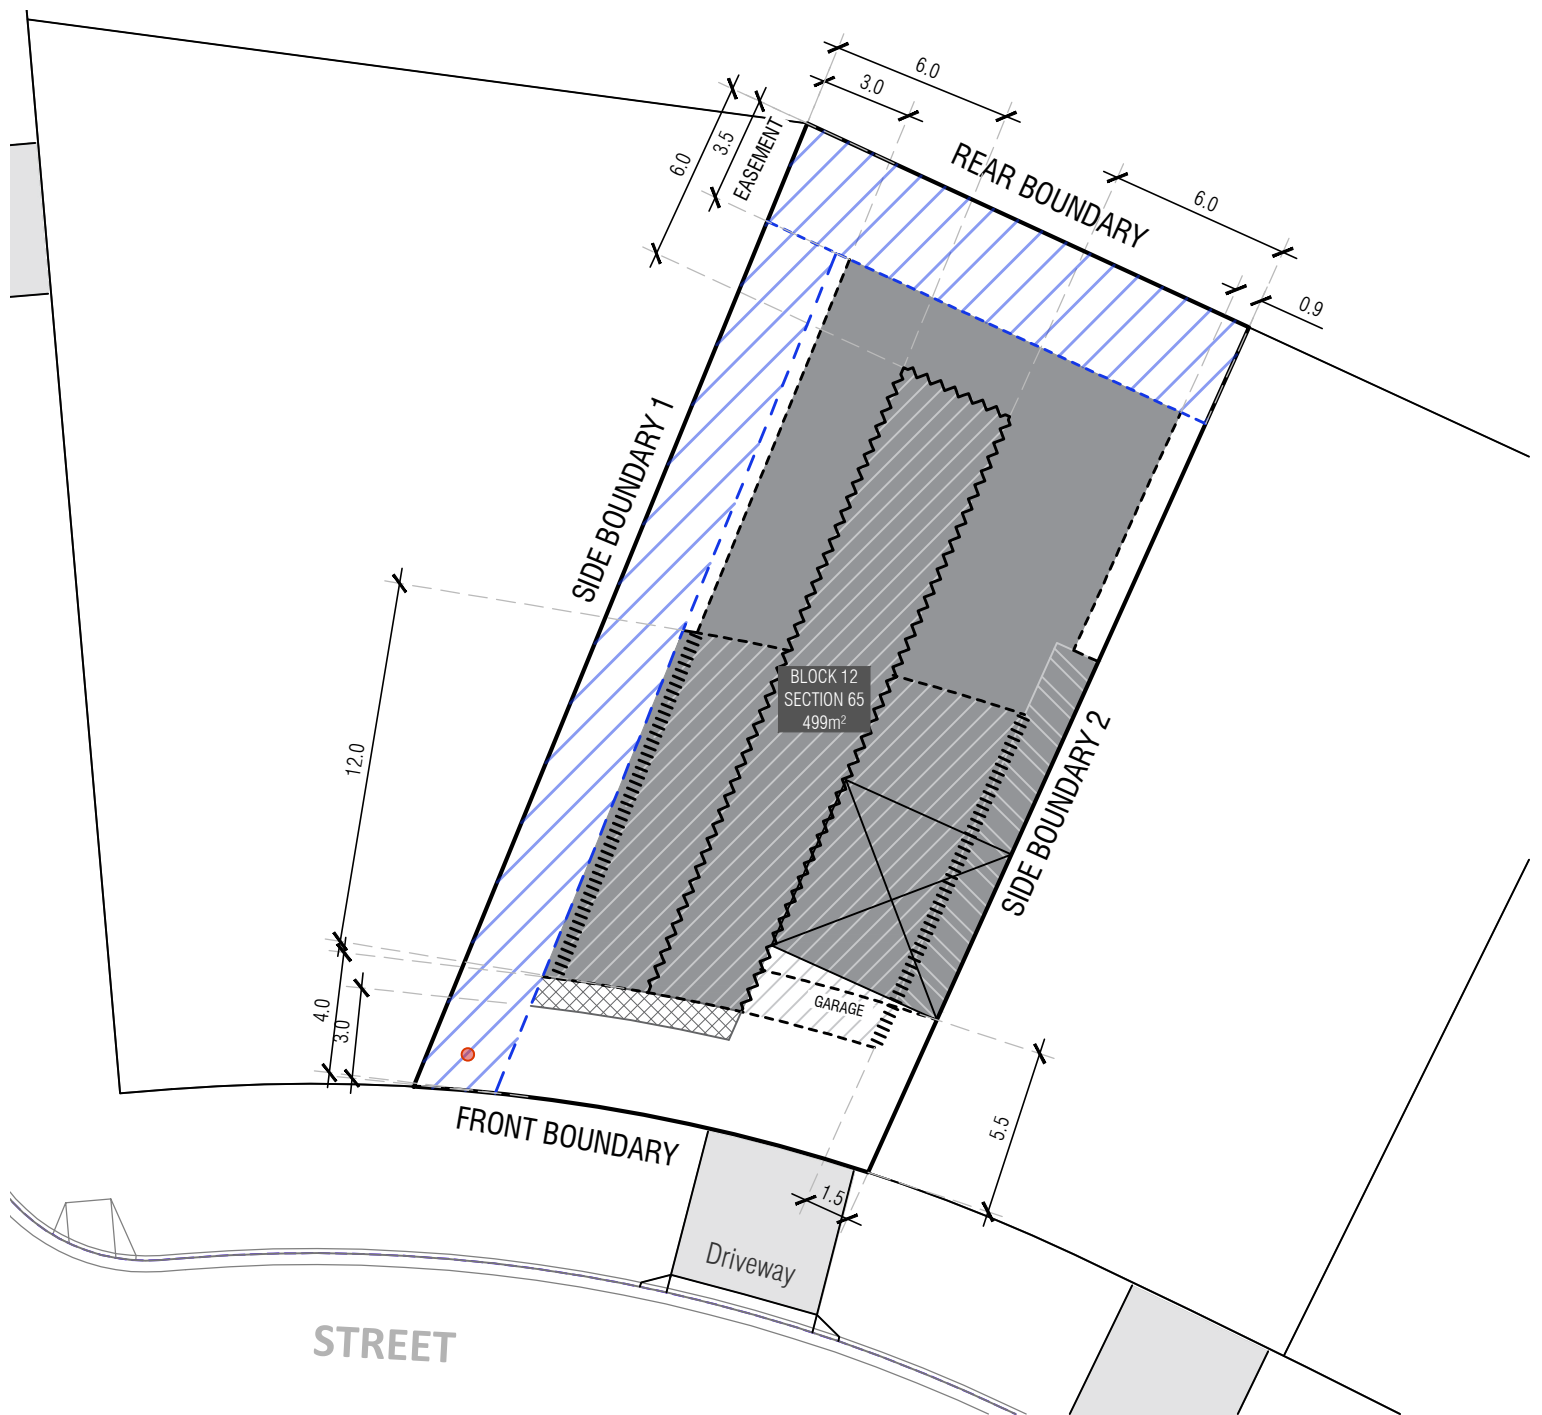 6.0
3.0
6.0
3.5
EASEMENT
REAR BOUNDARY
6.0
0.9
SIDE BOUNDARY 1
BLOCK 12
SECTION 65
499m²
12.0
SIDE BOUNDARY 2
4.0
3.0
GARAGE
5.5
FRONT BOUNDARY
1.5
Driveway
STREET